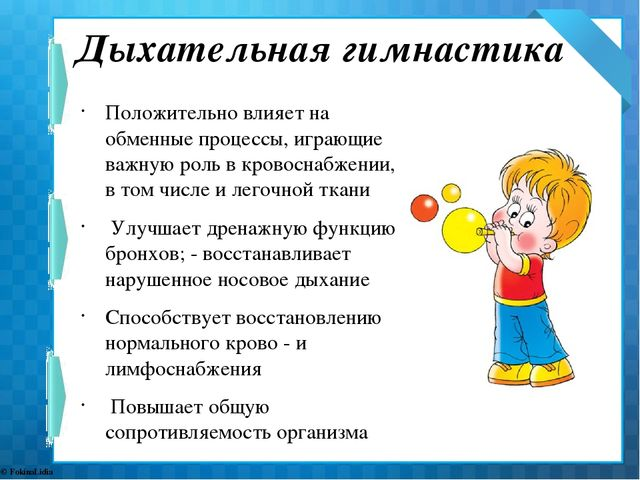 Дыхательная гимнастика
Положительно влияет на
обменные процессы, играющие
важную роль в кровоснабжении,
в том числе и легочной ткани
Улучшает дренажную функцию
бронхов; - восстанавливает
нарушенное носовое дыхание
Способствует восстановлению
нормального крово - и
лимфоснабжения
Повышает общую
сопротивляемость организма
© FokinaLidia